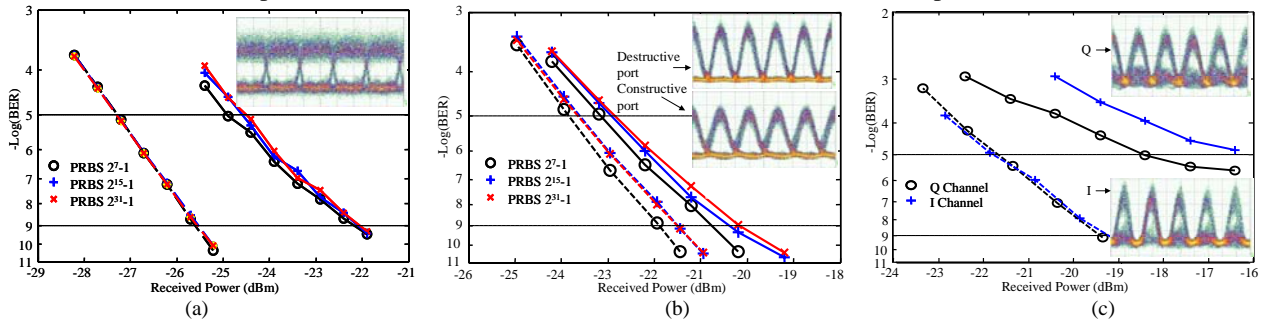 3
4
5
6
7
8
9
10
11
-Log(BER)
PRBS 2⁷-1
PRBS 2¹⁵-1
PRBS 2³¹-1
-29 -28 -27 -26 -25 -24 -23 -22 -21
Received Power (dBm)
(a)
3
4
5
6
7
8
9
10
11
-Log(BER)
Destructive
port
Constructive
port
PRBS 2⁷-1
PRBS 2¹⁵-1
PRBS 2³¹-1
-26 -25 -24 -23 -22 -21 -20 -19 -18
Received Power (dBm)
(b)
2
3
4
5
6
7
8
9
10
11
-Log(BER)
Q
I
Q Channel
I Channel
-24 -23 -22 -21 -20 -19 -18 -17 -16
Received Power (dBm)
(c)